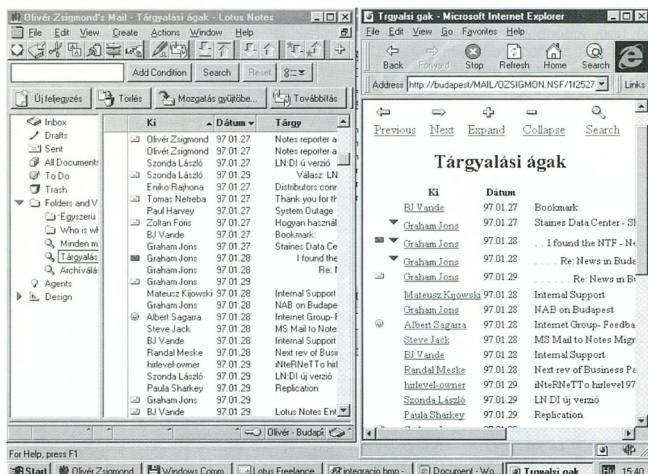 Olivér Zsigmond's Mail - Tárgyalási ágak - Lotus Notes
File Edit View Create Actions Window Help
Add Condition Search Reset
Új feljegyzés Törlés Mozgatás gyűjtőbe... Továbbítás
Inbox
Drafts
Sent
All Documents
To Do
Trash
Folders and V
Egyszerű
Who is wh
Minden m
Tárgyalás
Archíválá
Agents
Design
Ki Dátum Tárgy
Olivér Zsigmond 97.01.27 Notes reporter a
Olivér Zsigmond 97.01.27 Notes reporter a
Szonda László 97.01.27 LN:DI ú verzió
Szonda László 97.01.29 Válasz: LN
Eniko Rajhona 97.01.27 Distributors conn
Tomas Netreba 97.01.27 Thank you for th
Paul Harvey 97.01.27 System Outage
Zoltan Foris 97.01.27 Hogyan használ
BJ Vande 97.01.27 Bookmark:
Graham Jons 97.01.27 Staines Data Ce
Graham Jons 97.01.28 I found the
Graham Jons 97.01.28 Re: N
Graham Jons 97.01.29
Mateusz Kijowski 97.01.28 Internal Support
Graham Jons 97.01.28 NAB on Budape
Albert Sagarra 97.01.28 Internet Group- F
Steve Jack 97.01.28 MS Mail to Note
BJ Vande 97.01.28 Internal Support
Randal Meske 97.01.28 Next rev of Busin
hirlevel-owner 97.01.29 iNteRNeTTo hirl
Szonda László 97.01.29 LN:DI új verzió
Paula Sharkey 97.01.29 Replication
Graham Jons 97.01.29
BJ Vande 97.01.29 Lotus Notes Ent
Olivér - Budapi
For Help, press F1
Trgyalsi gak - Microsoft Internet Explorer
File Edit View Go Favorites Help
Back Forward Stop Refresh Home Search
Address http://budapest/MAIL/OZSIGMON.NSF/1f2527 Links
Previous Next Expand Collapse Search
Tárgyalási ágak
Ki Dátum
BJ Vande 97.01.27 Bookmark:
Graham Jons 97.01.27 Staines Data Center - Sl
Graham Jons 97.01.28 . . I found the NTF - Ne
Graham Jons 97.01.28 . . . . Re: News in Buda
Graham Jons 97.01.29 . . . . . . Re: News in B
Mateusz Kijowski 97.01.28 Internal Support
Graham Jons 97.01.28 NAB on Budapest
Albert Sagarra 97.01.28 Internet Group- Feedba
Steve Jack 97.01.28 MS Mail to Notes Migr
BJ Vande 97.01.28 Internal Support
Randal Meske 97.01.28 Next rev of Business Pa
hirlevel-owner 97.01.29 iNteRNeTTo hirlevel 97
Szonda László 97.01.29 LN:DI új verzió
Paula Sharkey 97.01.29 Replication
Start Olivér Zsigmond Windows Comm Lotus Freelance integracio.bmp - Document - Wo... Trgyalsi gak Hu 15:40